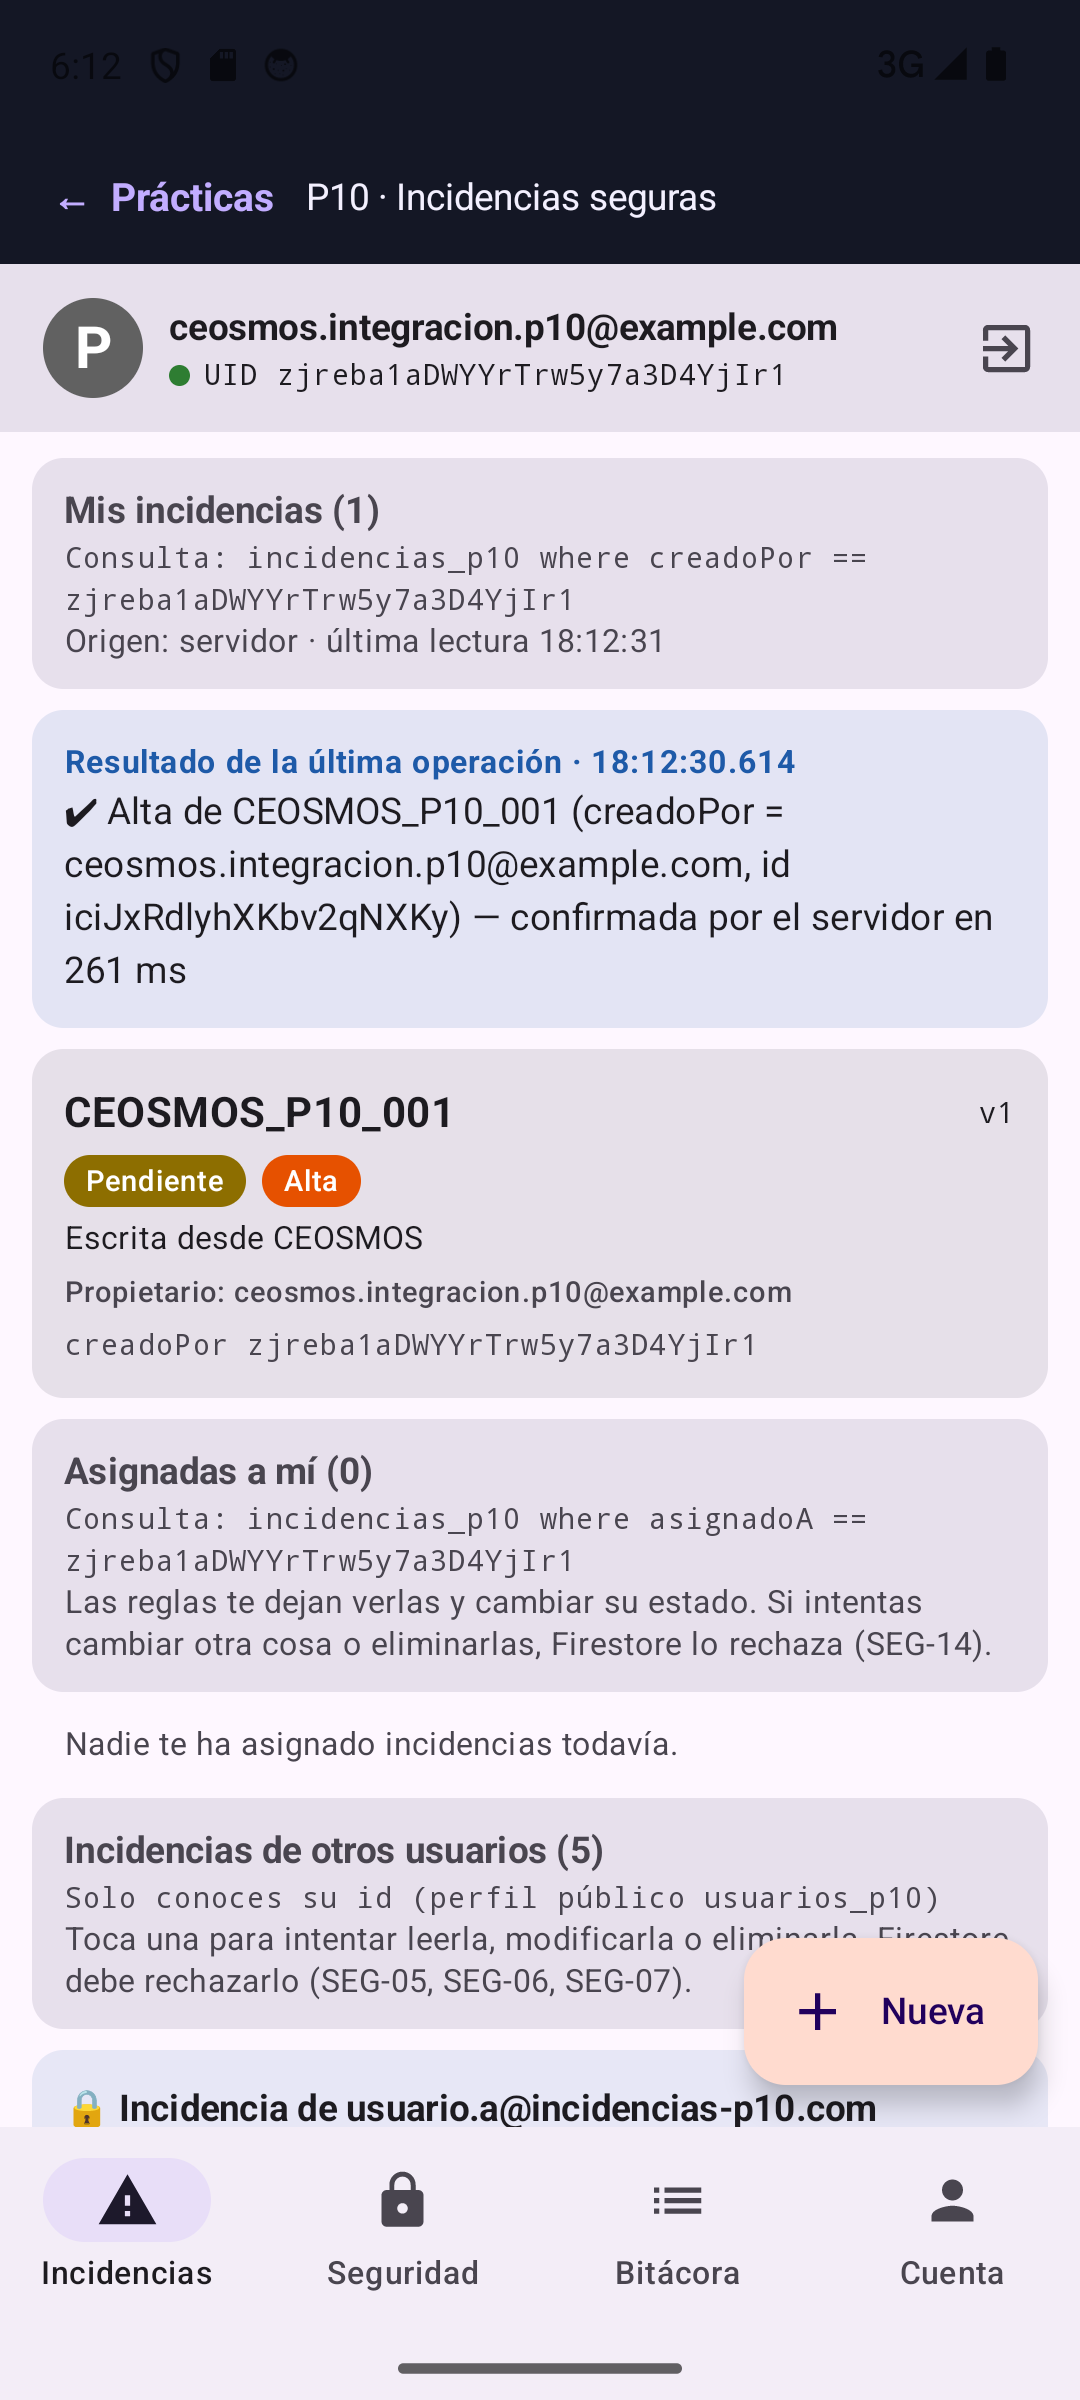 6:12
3G
← Prácticas P10 · Incidencias seguras
P
ceosmos.integracion.p10@example.com
UID zjreba1aDWYYrTrw5y7a3D4YjIr1
Mis incidencias (1)
Consulta: incidencias_p10 where creadoPor ==
zjreba1aDWYYrTrw5y7a3D4YjIr1
Origen: servidor · última lectura 18:12:31
Resultado de la última operación · 18:12:30.614
✔ Alta de CEOSMOS_P10_001 (creadoPor =
ceosmos.integracion.p10@example.com, id
iciJxRdlyhXKbv2qNXKy) — confirmada por el servidor en
261 ms
CEOSMOS_P10_001
v1
Pendiente Alta
Escrita desde CEOSMOS
Propietario: ceosmos.integracion.p10@example.com
creadoPor zjreba1aDWYYrTrw5y7a3D4YjIr1
Asignadas a mí (0)
Consulta: incidencias_p10 where asignadoA ==
zjreba1aDWYYrTrw5y7a3D4YjIr1
Las reglas te dejan verlas y cambiar su estado. Si intentas
cambiar otra cosa o eliminarlas, Firestore lo rechaza (SEG-14).
Nadie te ha asignado incidencias todavía.
Incidencias de otros usuarios (5)
Solo conoces su id (perfil público usuarios_p10)
Toca una para intentar leerla, modificarla o eliminarla. Firestore
debe rechazarlo (SEG-05, SEG-06, SEG-07).
+ Nueva
🔒 Incidencia de usuario.a@incidencias-p10.com
Incidencias
Seguridad
Bitácora
Cuenta